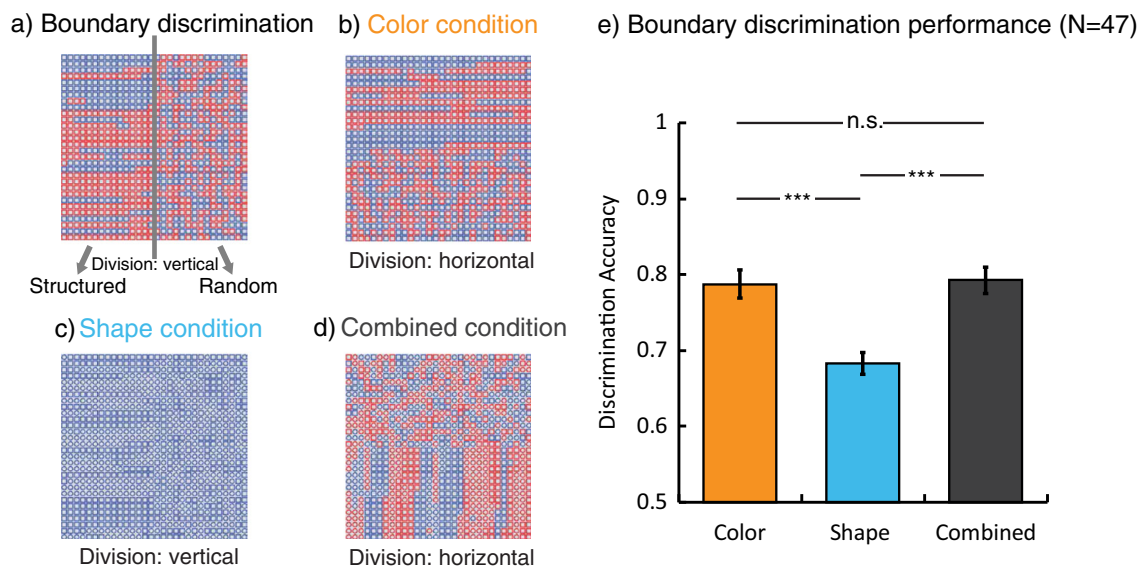 a) Boundary discrimination
Division: vertical
Structured
Random
b) Color condition
Division: horizontal
c) Shape condition
Division: vertical
d) Combined condition
Division: horizontal
e) Boundary discrimination performance (N=47)
Discrimination Accuracy
1
0.9
0.8
0.7
0.6
0.5
n.s.
***
***
Color
Shape
Combined